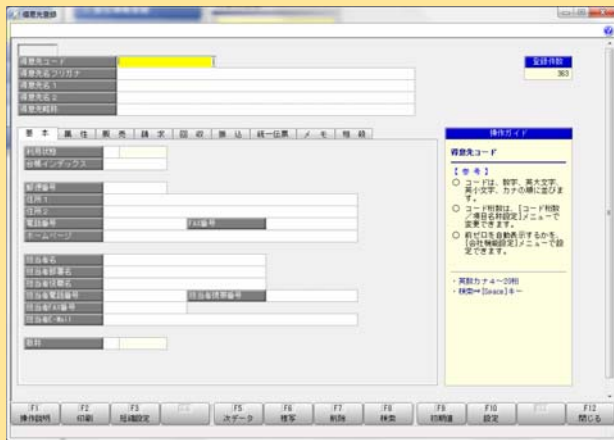 得意先登録
得意先コード
得意先名フリガナ
得意先名1
得意先名2
得意先略称
登録件数
363
基本 属性 販売 請求 回収 振込 統一伝票 メモ 相殺
利用状態
台帳インデックス
郵便番号
住所1
住所2
電話番号 FAX番号
ホームページ
担当者名
担当者部署名
担当者役職名
担当者電話番号 担当者携帯番号
担当者FAX番号
担当者E-Mail
敬称
操作ガイド
得意先コード
【参考】
○ コードは、数字、英大文字、
英小文字、カナの順に並びま
す。
○ コード桁数は、[コード桁数
／項目名称設定]メニューで
変更できます。
○ 前ゼロを自動表示するかを、
[会社機能設定]メニューで設
定できます。
・英数カナ4～20桁
・検索⇒[Space]キー
F1 F2 F3 F5 F6 F7 F8 F9 F10 F12
操作説明 印刷 短縮設定 次データ 複写 削除 検索 初期値 設定 閉じる